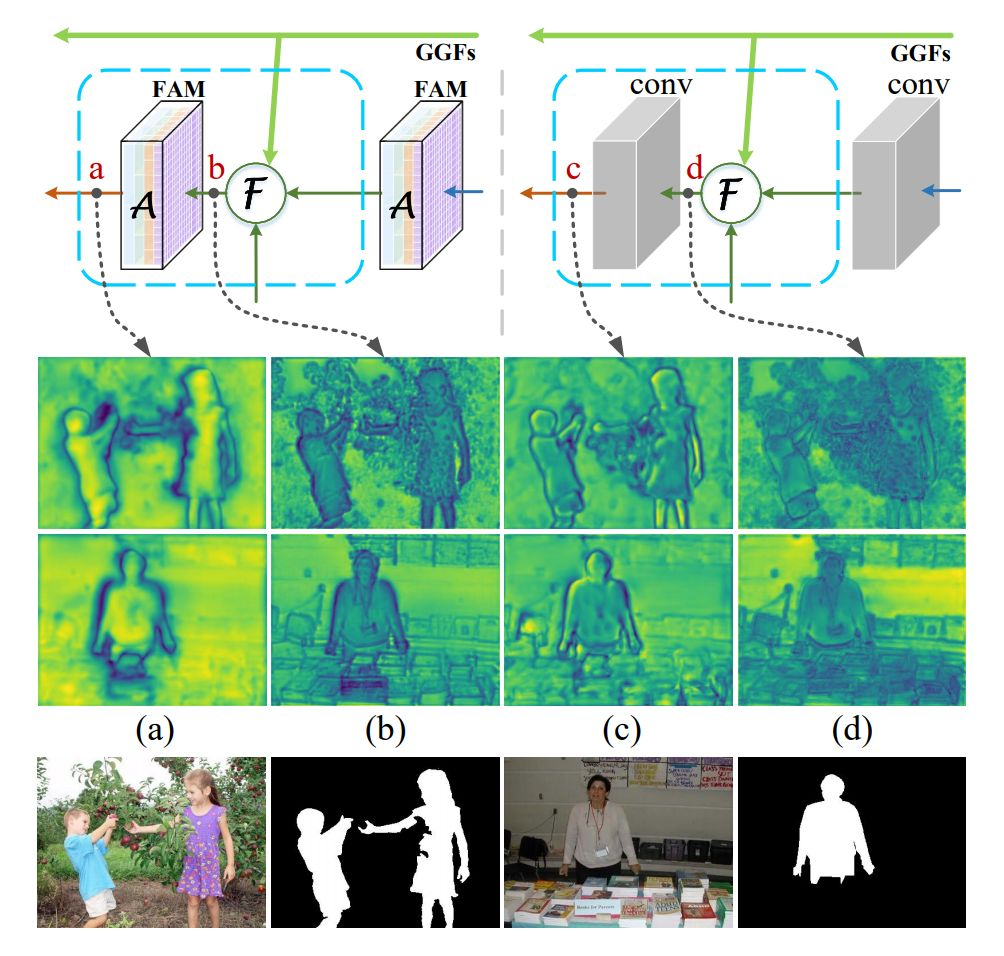 GGFs
GGFs
FAM
FAM
conv
conv
a
b
c
d
A
F
A
F
(a)
(b)
(c)
(d)
Books for Parents